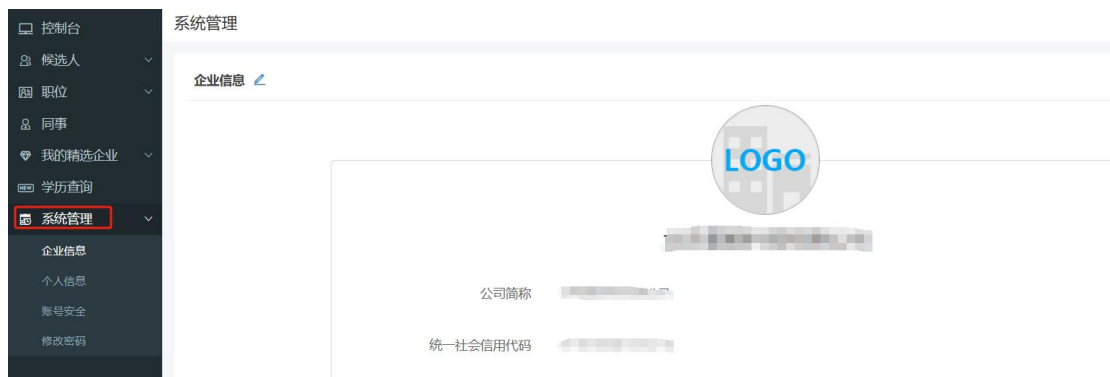 控制台
候选人
职位
同事
我的精选企业
NEW 学历查询
系统管理
企业信息
个人信息
账号安全
修改密码
系统管理
企业信息
LOGO
公司简称
统一社会信用代码